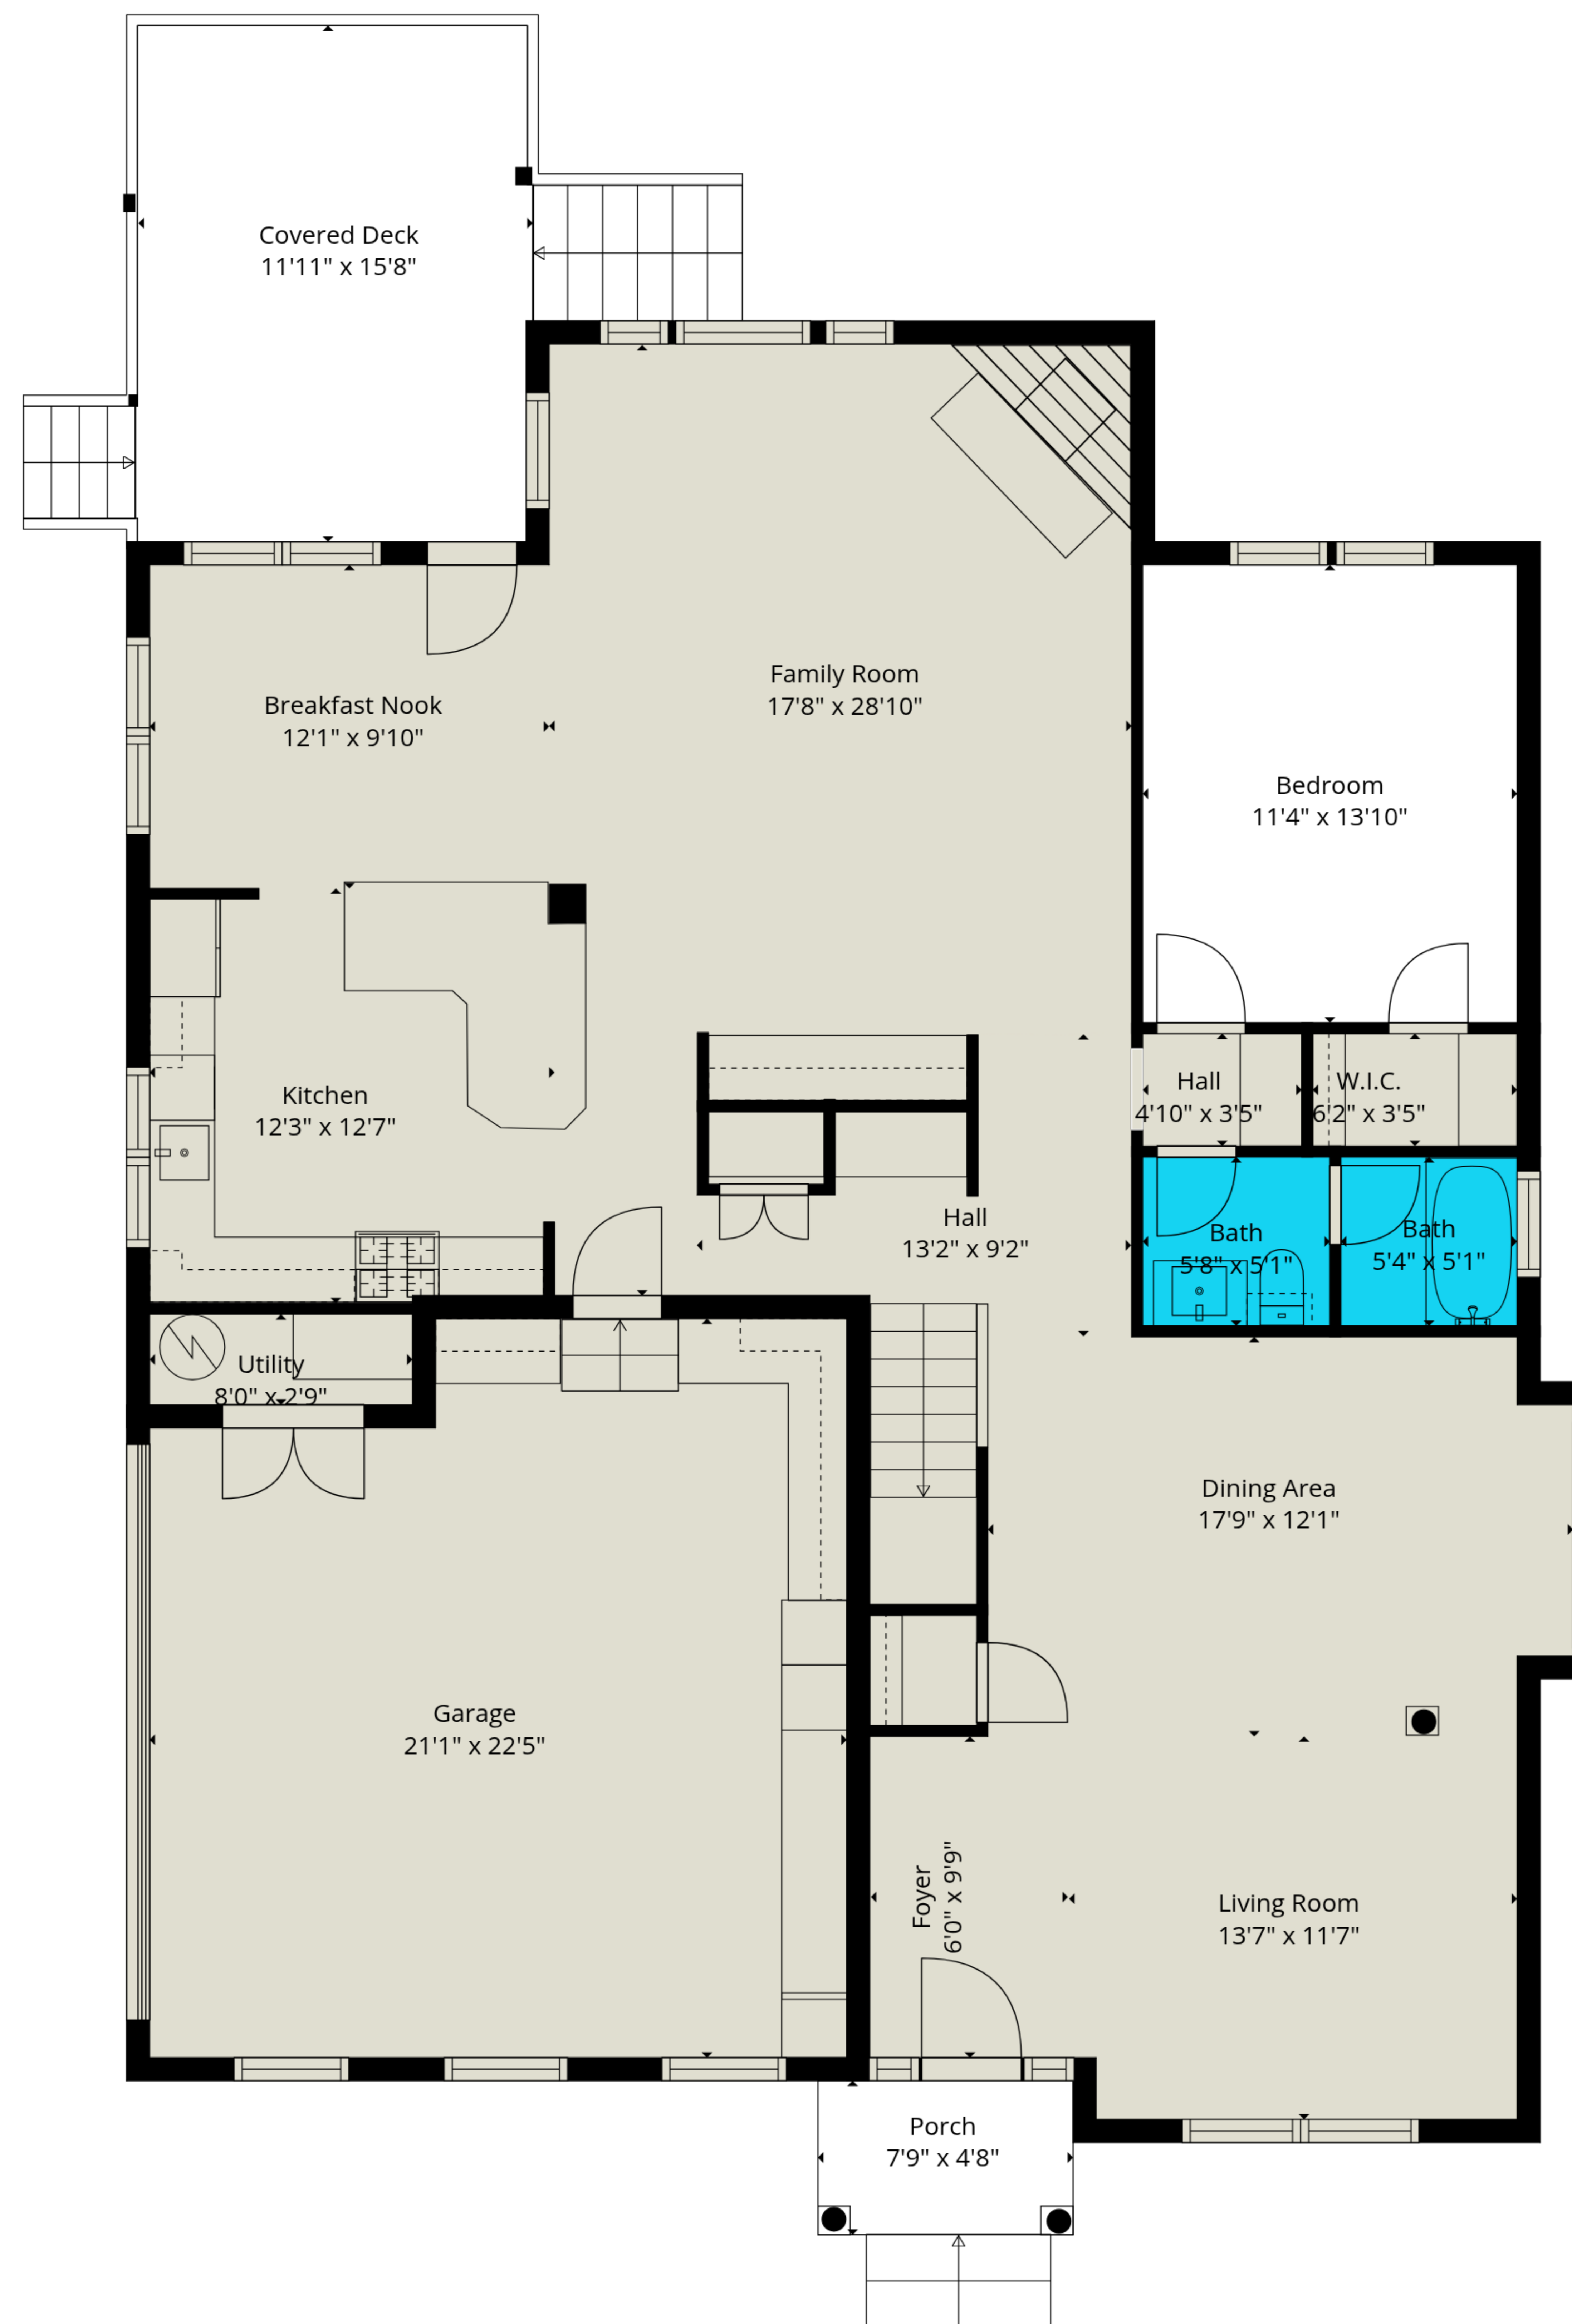 Covered Deck
11'11" x 15'8"
Family Room
17'8" x 28'10"
Breakfast Nook
12'1" x 9'10"
Bedroom
11'4" x 13'10"
Kitchen
12'3" x 12'7"
Hall
4'10" x 3'5"
W.I.C.
6'2" x 3'5"
Hall
13'2" x 9'2"
Bath
5'8" x 5'1"
Bath
5'4" x 5'1"
Utility
8'0" x 2'9"
Dining Area
17'9" x 12'1"
Garage
21'1" x 22'5"
Foyer
6'0" x 9'9"
Living Room
13'7" x 11'7"
Porch
7'9" x 4'8"